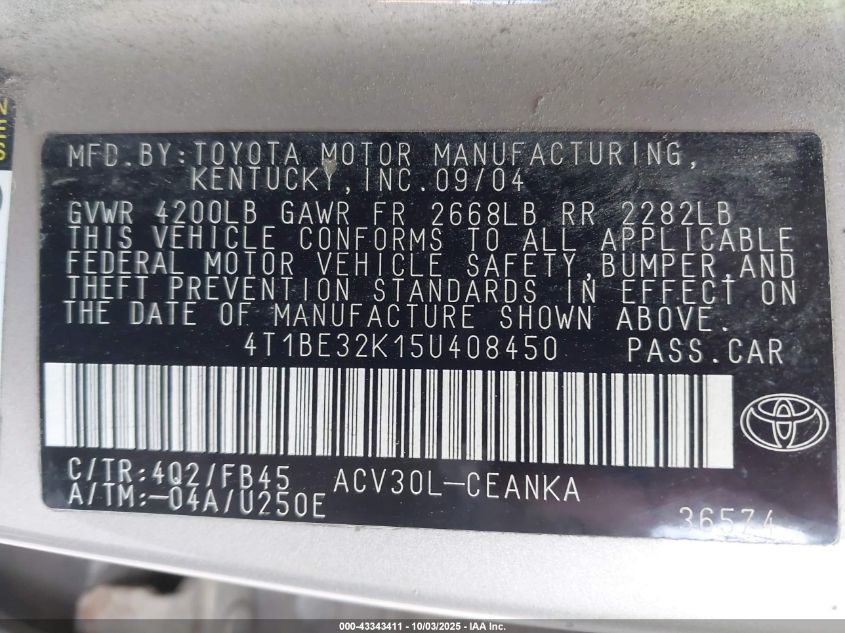 N
E
S
MFD.BY:TOYOTA MOTOR MANUFACTURING,
KENTUCKY,INC.09/04
GVWR 4200LB GAWR FR 2668LB RR 2282LB
THIS VEHICLE CONFORMS TO ALL APPLICABLE
FEDERAL MOTOR VEHICLE SAFETY,BUMPER,AND
THEFT PREVENTION STANDARDS IN EFFECT ON
THE DATE OF MANUFACTURE SHOWN ABOVE.
4T1BE32K15U408450 PASS.CAR
C/TR:4Q2/FB45 ACV30L-CEANKA
A/TM:-04A/U250E 36574
000-43343411 | 10/03/2025 | IAA Inc.